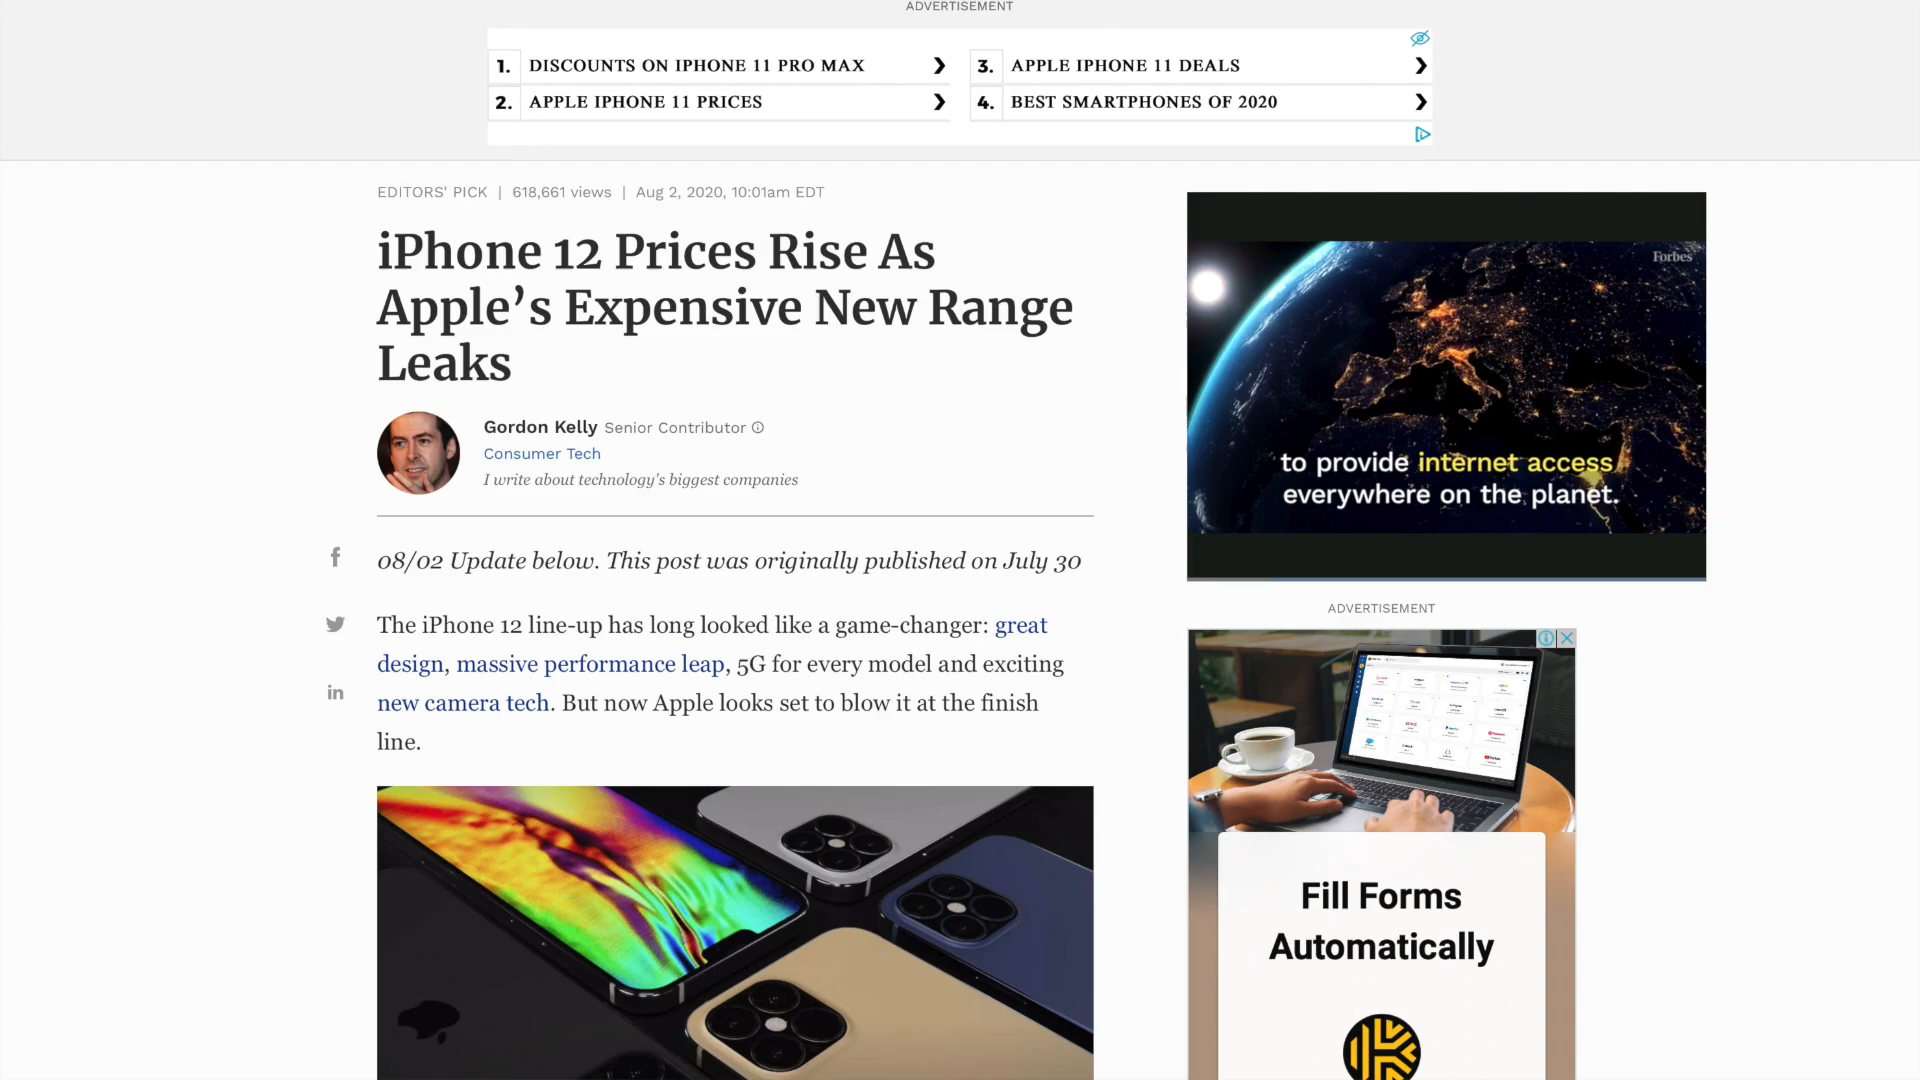 ADVERTISEMENT
1. DISCOUNTS ON IPHONE 11 PRO MAX
2. APPLE IPHONE 11 PRICES
3. APPLE IPHONE 11 DEALS
4. BEST SMARTPHONES OF 2020
EDITORS' PICK | 618,661 views | Aug 2, 2020, 10:01am EDT
iPhone 12 Prices Rise As
Apple’s Expensive New Range
Leaks
Gordon Kelly Senior Contributor
Consumer Tech
I write about technology's biggest companies
08/02 Update below. This post was originally published on July 30
The iPhone 12 line-up has long looked like a game-changer: great
design, massive performance leap, 5G for every model and exciting
new camera tech. But now Apple looks set to blow it at the finish
line.
Forbes
to provide internet access
everywhere on the planet.
ADVERTISEMENT
Fill Forms
Automatically